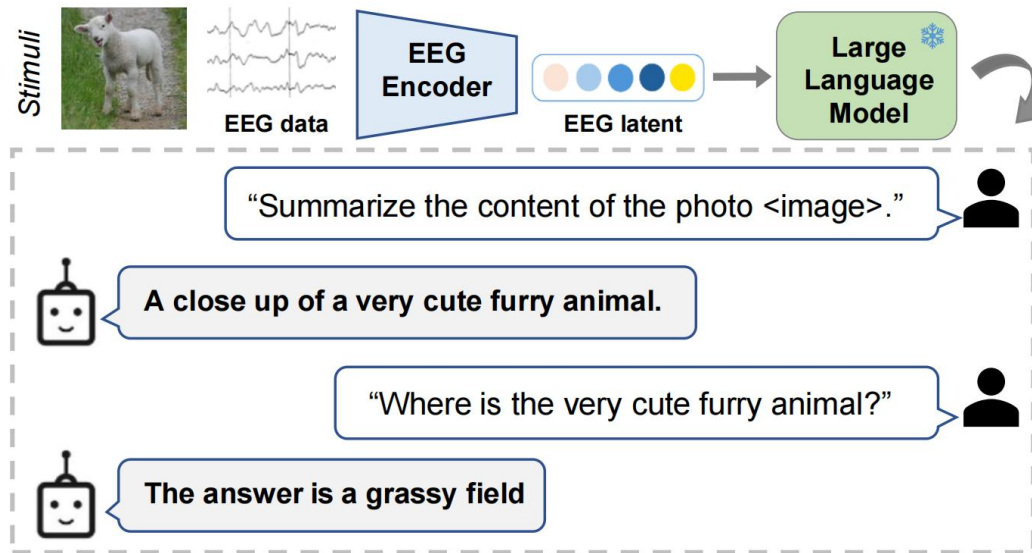 Stimuli
EEG data
EEG
Encoder
EEG latent
Large
Language
Model
“Summarize the content of the photo <image>.”
A close up of a very cute furry animal.
“Where is the very cute furry animal?”
The answer is a grassy field